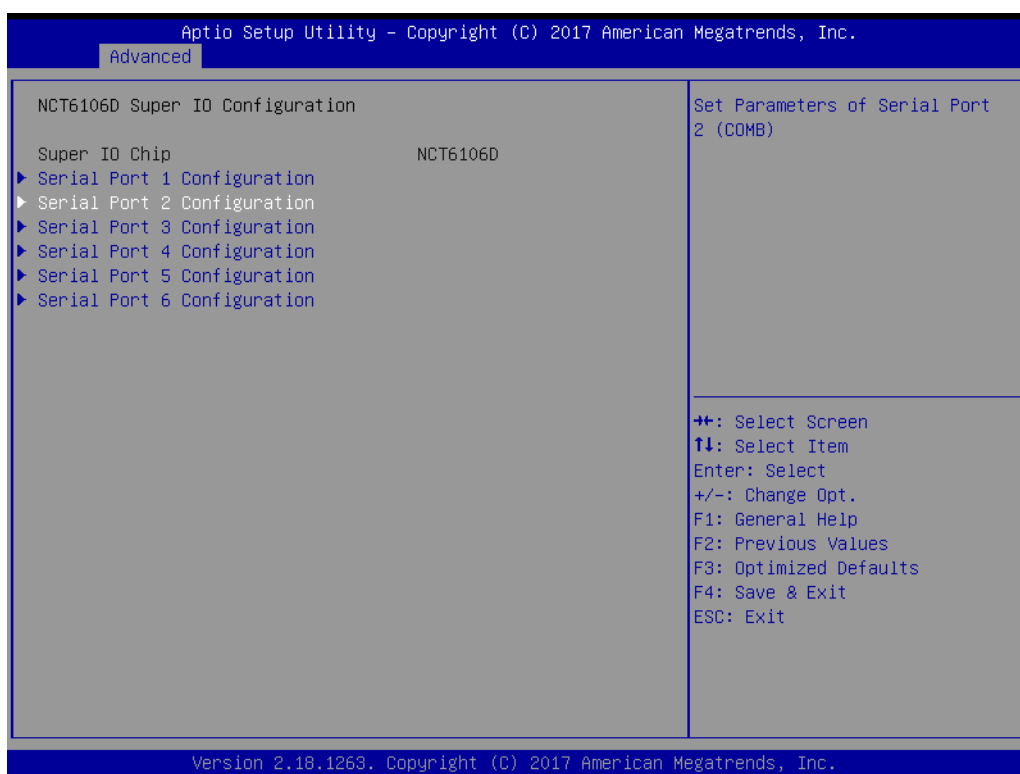 Aptio Setup Utility – Copyright (C) 2017 American Megatrends, Inc.
Advanced
NCT6106D Super IO Configuration
Super IO Chip NCT6106D
Serial Port 1 Configuration
Serial Port 2 Configuration
Serial Port 3 Configuration
Serial Port 4 Configuration
Serial Port 5 Configuration
Serial Port 6 Configuration
Set Parameters of Serial Port
2 (COMB)
→←: Select Screen
↑↓: Select Item
Enter: Select
+/-: Change Opt.
F1: General Help
F2: Previous Values
F3: Optimized Defaults
F4: Save & Exit
ESC: Exit
Version 2.18.1263. Copyright (C) 2017 American Megatrends, Inc.